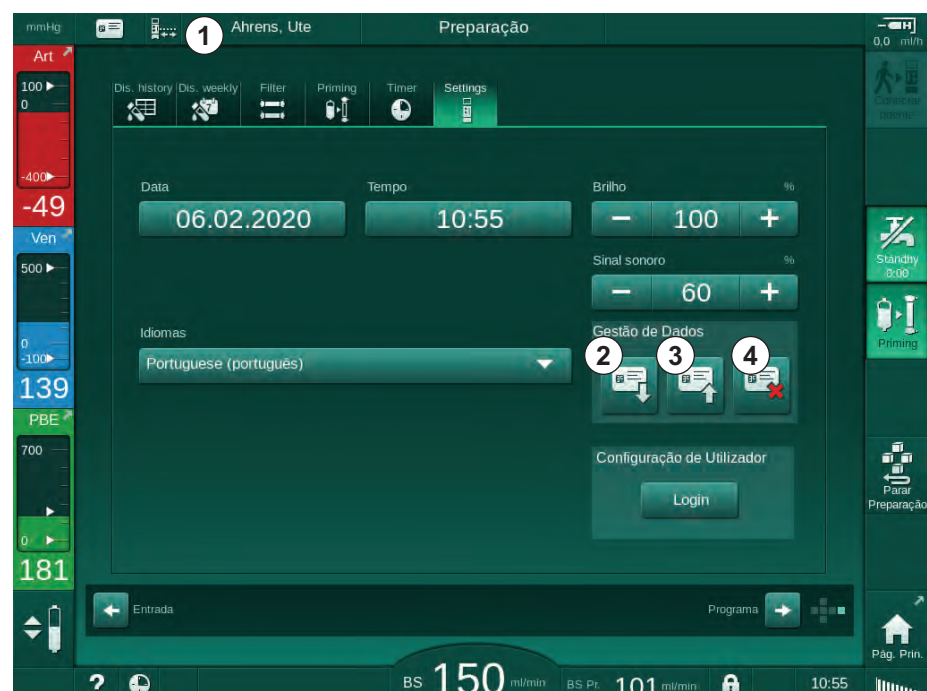 mmHg
1
Ahrens, Ute
Preparação
0,0 ml/h
Art
100
0
-400
-49
Ven
500
0
-100
139
PBE
700
0
181
Dis. history
Dis. weekly
Filter
Priming
Timer
Settings
Data
Tempo
Brilho
%
06.02.2020
10:55
100
Sinal sonoro
%
60
Idiomas
Gestão de Dados
Portuguese (português)
2
3
4
Configuração de Utilizador
Login
Entrada
Programa
Standby
0:00
Priming
Parar
Preparação
Pág. Prin.
?
BS 150 ml/min
BS Pt. 101 ml/min
10:55